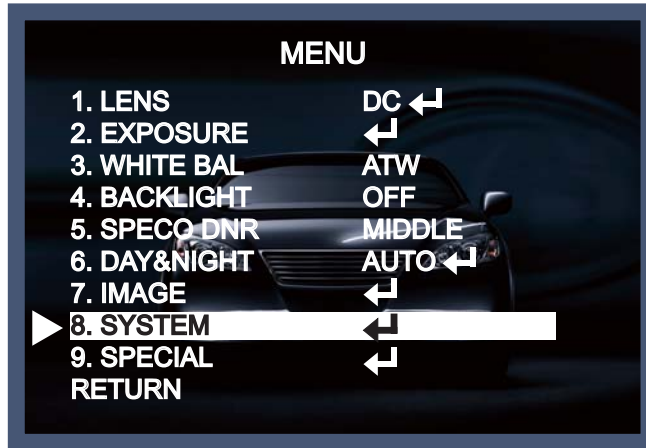 MENU
1. LENS DC ↵
2. EXPOSURE ↵
3. WHITE BAL ATW
4. BACKLIGHT OFF
5. SPECO DNR MIDDLE
6. DAY&NIGHT AUTO ↵
7. IMAGE ↵
8. SYSTEM ↵
9. SPECIAL ↵
RETURN